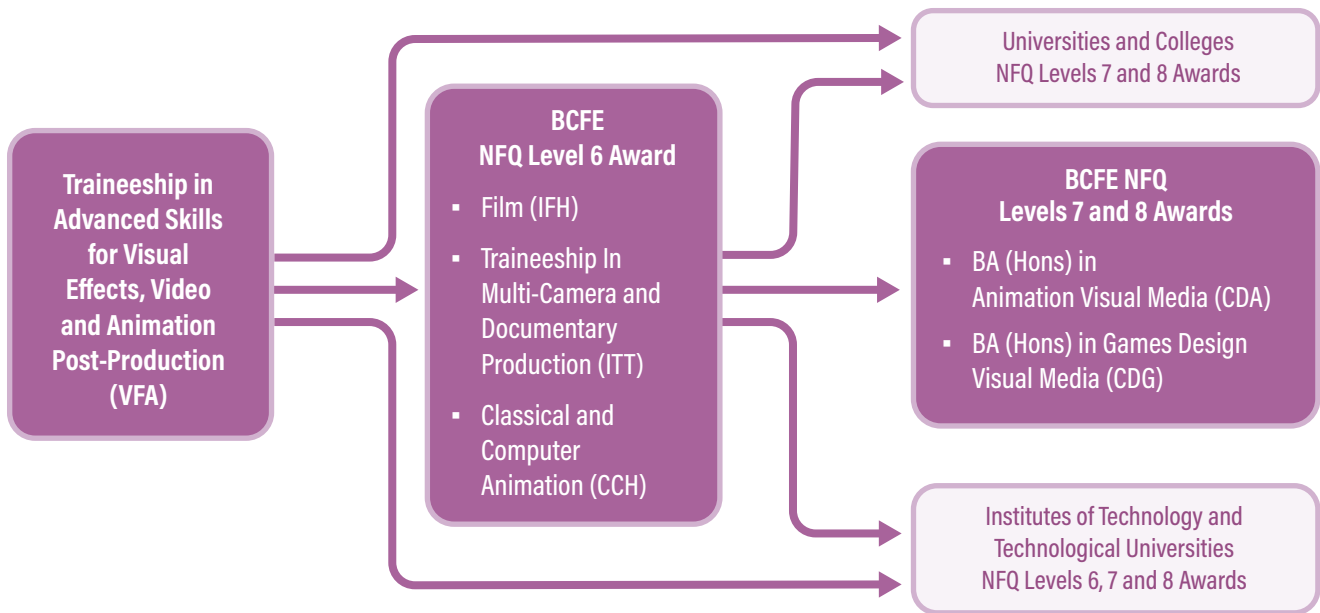 Traineeship in
Advanced Skills
for Visual
Effects, Video
and Animation
Post-Production
(VFA)
BCFE
NFQ Level 6 Award
▪ Film (IFH)
▪ Traineeship In
Multi-Camera and
Documentary
Production (ITT)
▪ Classical and
Computer
Animation (CCH)
Universities and Colleges
NFQ Levels 7 and 8 Awards
BCFE NFQ
Levels 7 and 8 Awards
▪ BA (Hons) in
Animation Visual Media (CDA)
▪ BA (Hons) in Games Design
Visual Media (CDG)
Institutes of Technology and
Technological Universities
NFQ Levels 6, 7 and 8 Awards